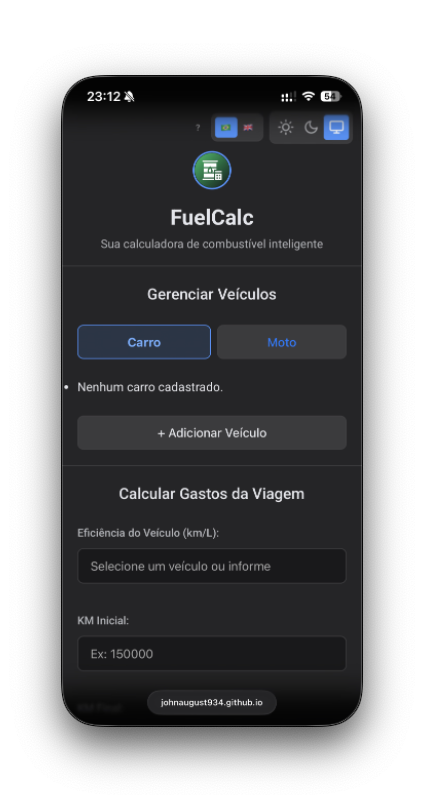 23:12
54
?
FuelCalc
Sua calculadora de combustível inteligente
Gerenciar Veículos
Carro
Moto
Nenhum carro cadastrado.
+ Adicionar Veículo
Calcular Gastos da Viagem
Eficiência do Veículo (km/L):
Selecione um veículo ou informe
KM Inicial:
Ex: 150000
KM Final:
johnaugust934.github.io